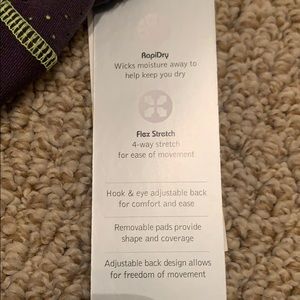 RapiDry
Wicks moisture away to
help keep you dry
Flex Stretch
4-way stretch
for ease of movement
Hook & eye adjustable back
for comfort and ease
Removable pads provide
shape and coverage
Adjustable back design allows
for freedom of movement